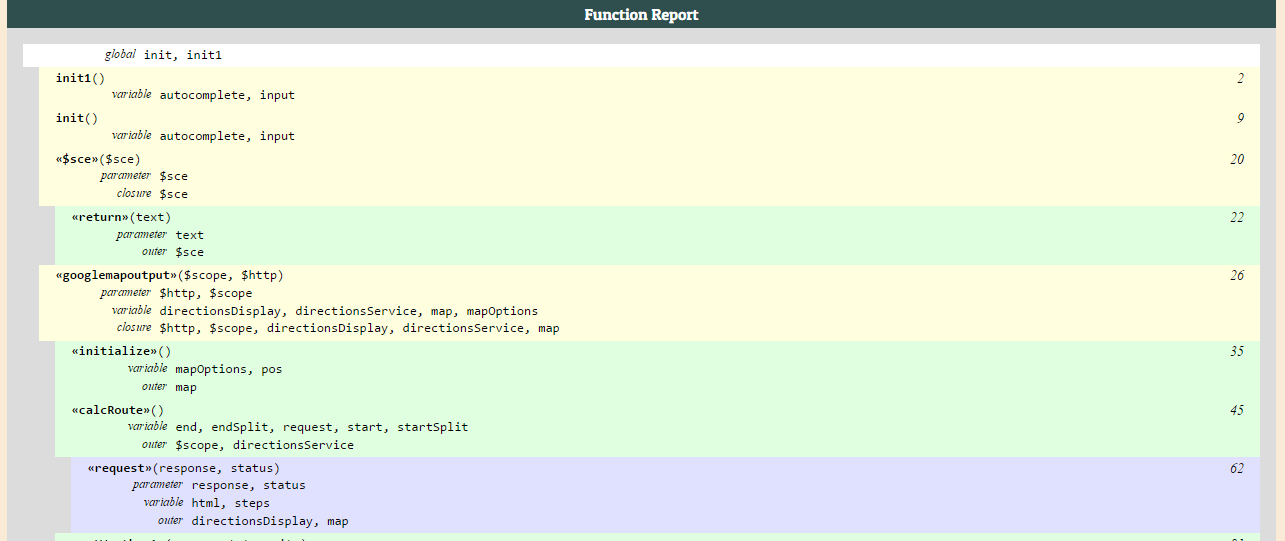 Function Report
global init, init1
init1() 2
variable autocomplete, input
init() 9
variable autocomplete, input
«$sce»($sce) 20
parameter $sce
closure $sce
«return»(text) 22
parameter text
outer $sce
«googlemapoutput»($scope, $http) 26
parameter $http, $scope
variable directionsDisplay, directionsService, map, mapOptions
closure $http, $scope, directionsDisplay, directionsService, map
«initialize»() 35
variable mapOptions, pos
outer map
«calcRoute»() 45
variable end, endSplit, request, start, startSplit
outer $scope, directionsService
«request»(response, status) 62
parameter response, status
variable html, steps
outer directionsDisplay, map